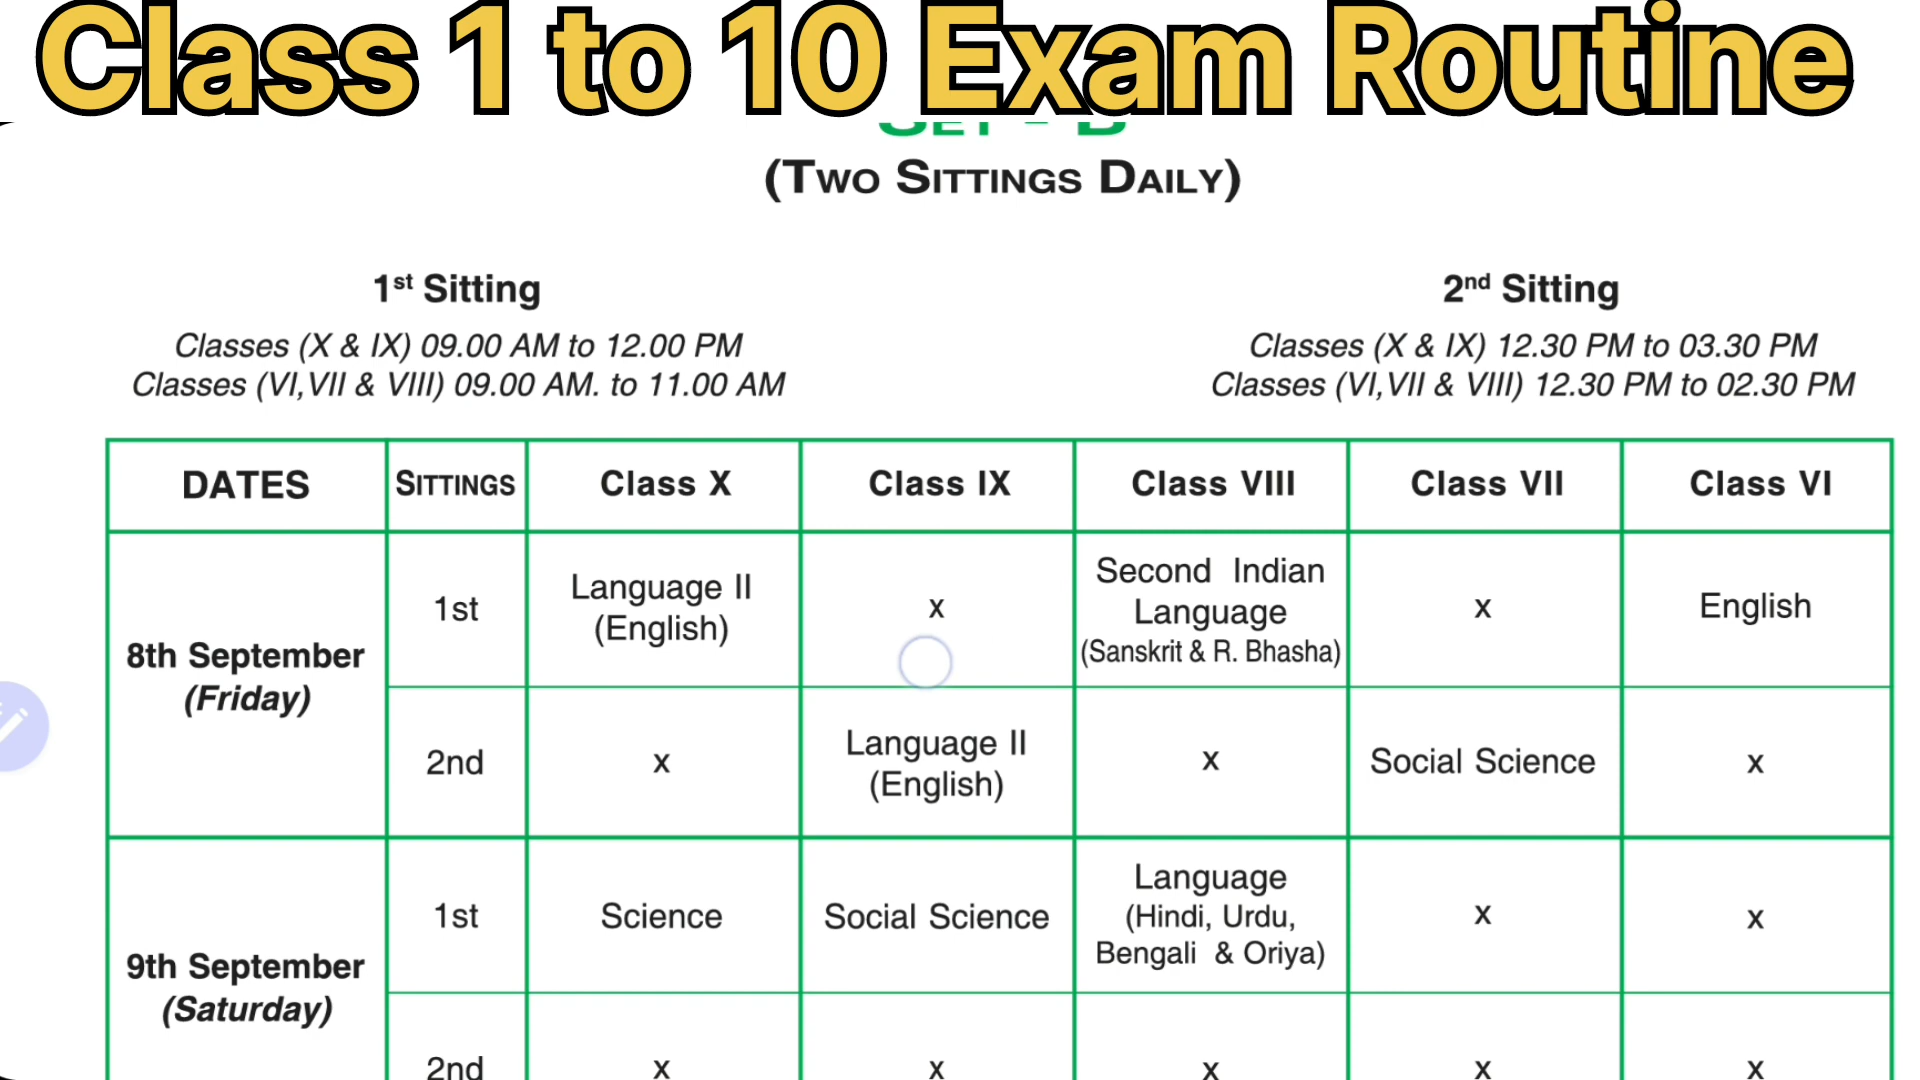 Class 1 to 10 Exam Routine
(TWO SITTINGS DAILY)
1st Sitting
Classes (X & IX) 09.00 AM to 12.00 PM
Classes (VI,VII & VIII) 09.00 AM. to 11.00 AM
2nd Sitting
Classes (X & IX) 12.30 PM to 03.30 PM
Classes (VI,VII & VIII) 12.30 PM to 02.30 PM
DATES SITTINGS Class X Class IX Class VIII Class VII Class VI
8th September
(Friday)
1st
Language II
(English)
x
Second Indian
Language
(Sanskrit & R. Bhasha)
x
English
2nd
x
Language II
(English)
x
Social Science
x
9th September
(Saturday)
1st
Science
Social Science
Language
(Hindi, Urdu,
Bengali & Oriya)
x
x
2nd
x
x
x
x
x